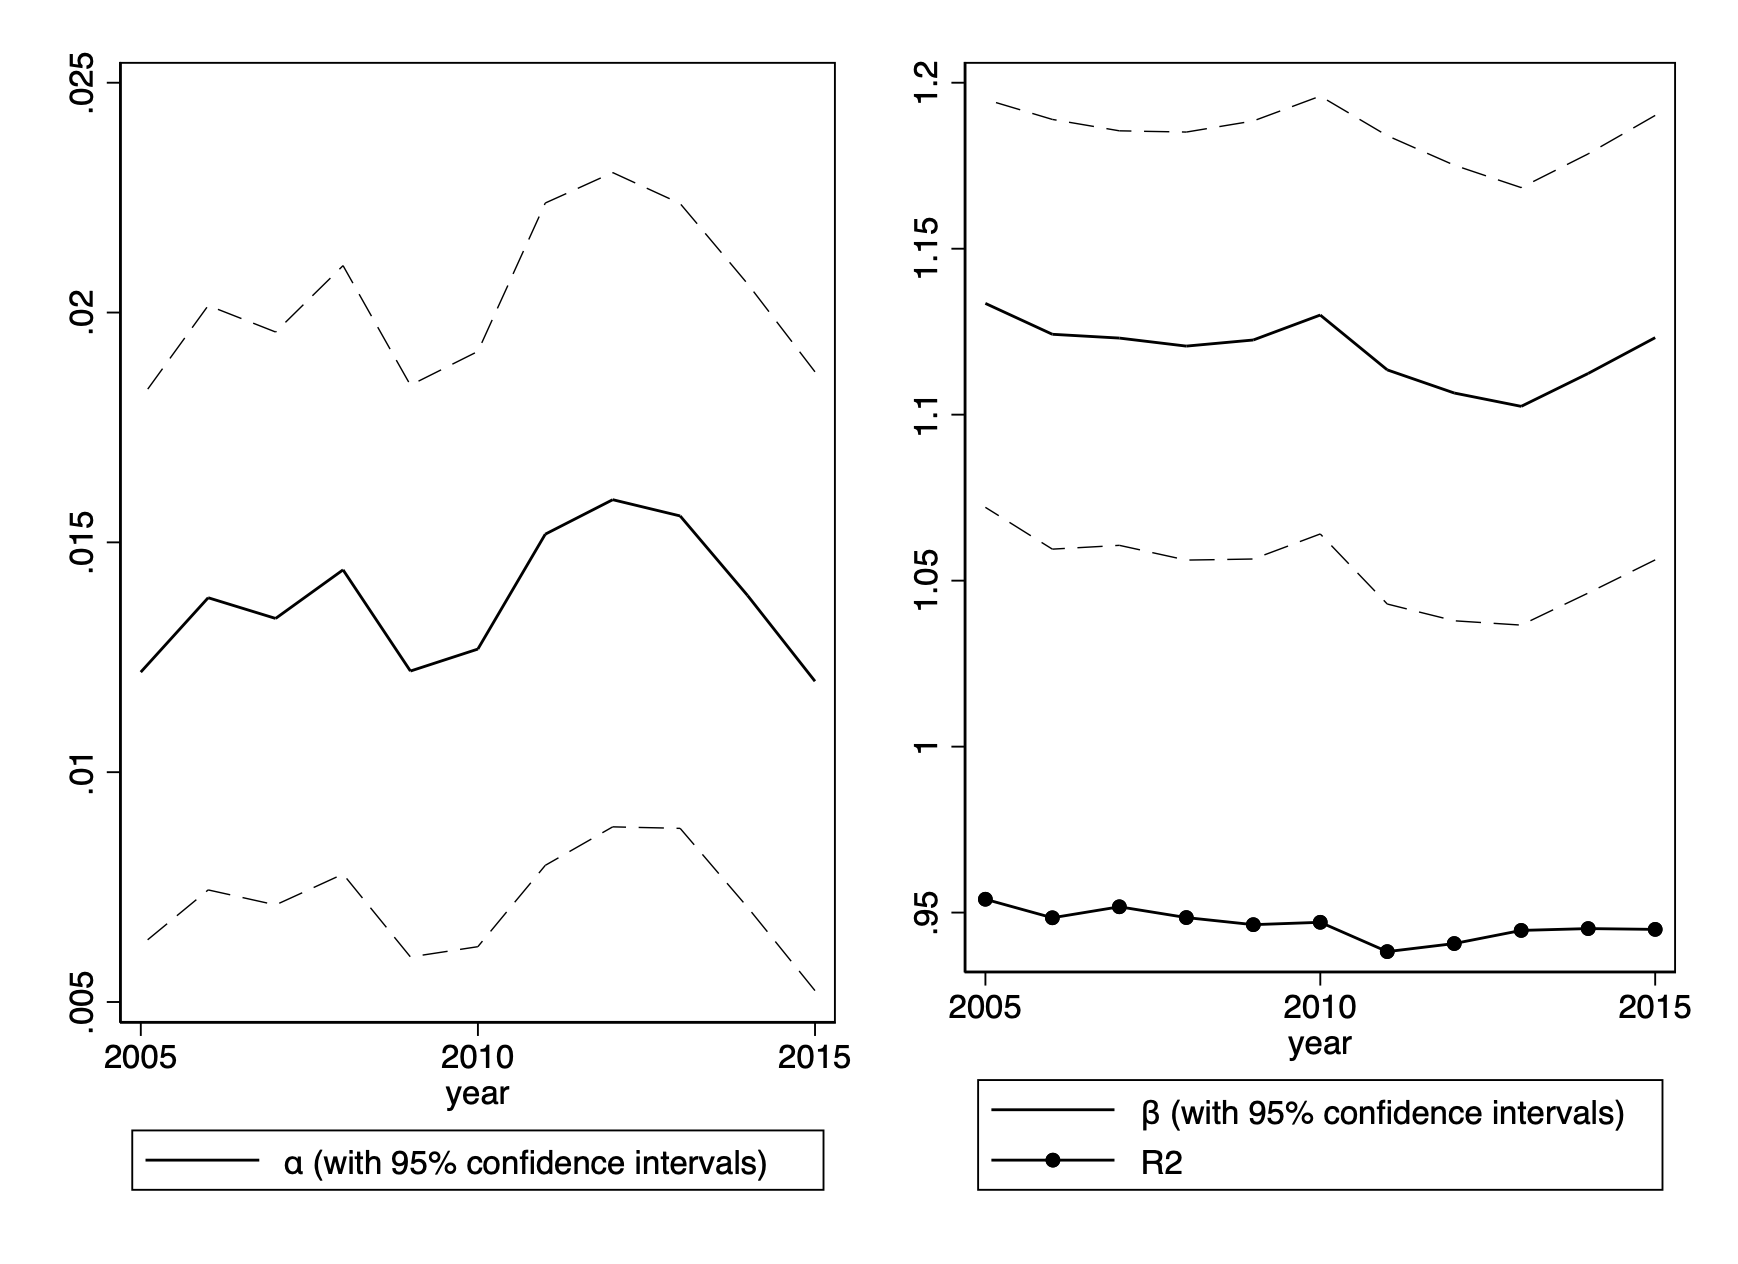 .025
.02
.015
.01
.005
2005 2010 2015
year
α (with 95% confidence intervals)
1.2
1.15
1.1
1.05
1
.95
2005 2010 2015
year
β (with 95% confidence intervals)
R2